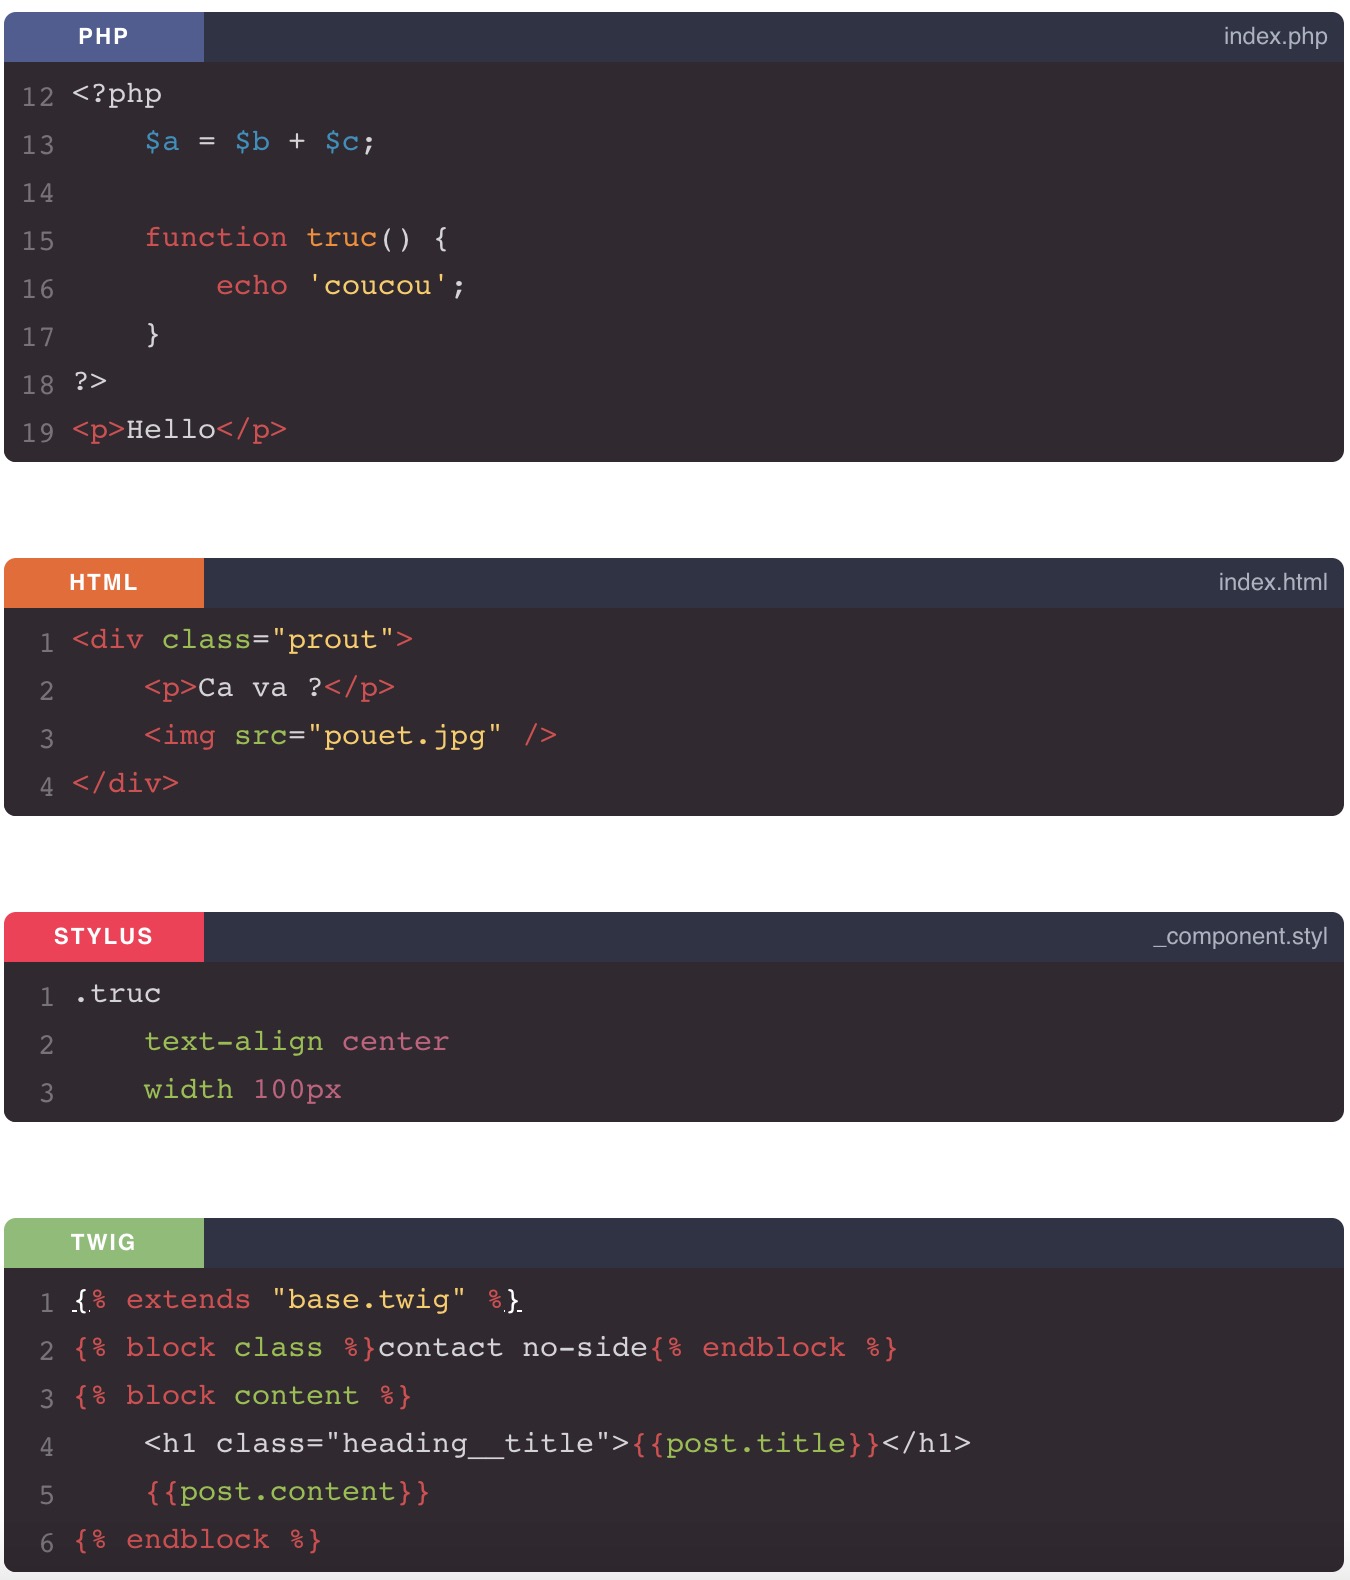 PHP index.php
12 <?php
13     $a = $b + $c;
14
15     function truc() {
16         echo 'coucou';
17     }
18 ?>
19 <p>Hello</p>
HTML index.html
1 <div class="prout">
2     <p>Ca va ?</p>
3     <img src="pouet.jpg" />
4 </div>
STYLUS _component.styl
1 .truc
2     text-align center
3     width 100px
TWIG
1 {% extends "base.twig" %}
2 {% block class %}contact no-side{% endblock %}
3 {% block content %}
4     <h1 class="heading__title">{{post.title}}</h1>
5     {{post.content}}
6 {% endblock %}